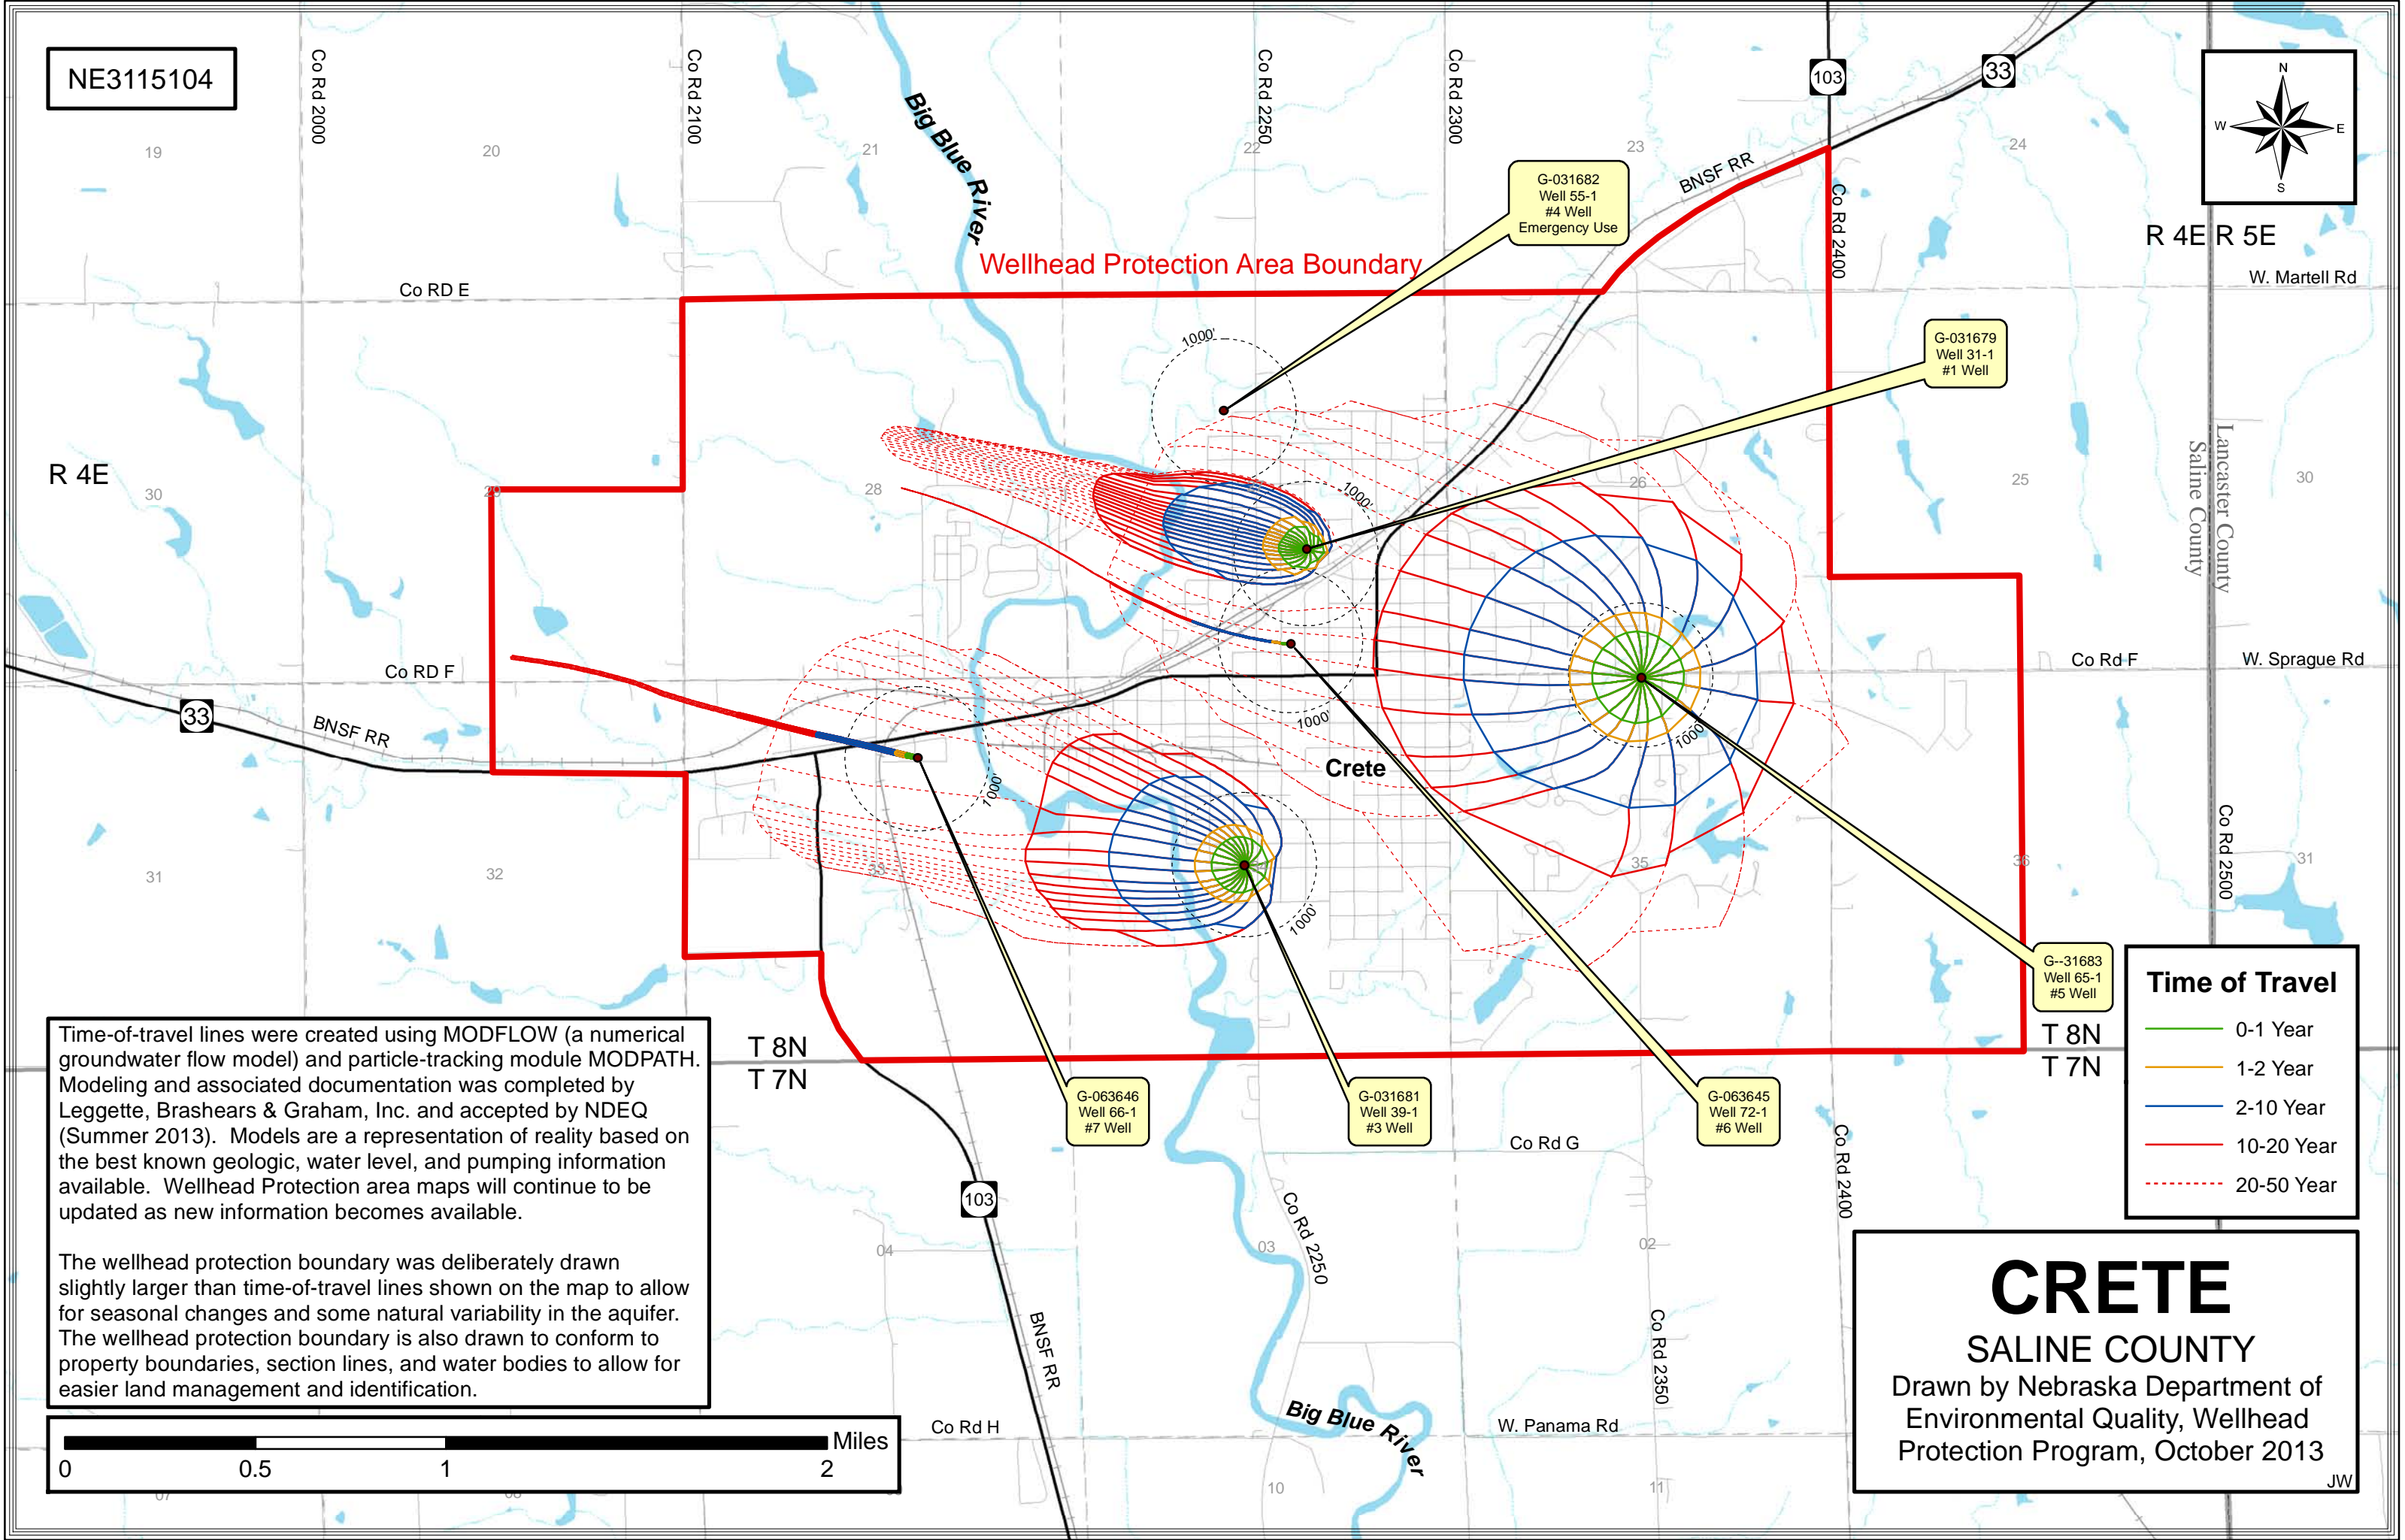 NE3115104
Co Rd 2000
Co Rd 2100
Big Blue River
Co Rd 2250
Co Rd 2300
103
33
N
W
E
S
19
20
21
22
23
24
BNSF RR
Co Rd 2400
G-031682
Well 55-1
#4 Well
Emergency Use
R 4E
R 5E
Wellhead Protection Area Boundary
Co RD E
W. Martell Rd
1000'
G-031679
Well 31-1
#1 Well
R 4E
30
29
28
1000'
26
25
30
Lancaster County
Saline County
Co RD F
Co Rd F
W. Sprague Rd
33
BNSF RR
1000'
1000'
Crete
1000'
Co Rd 2500
31
32
33
1000'
35
36
31
G--31683
Well 65-1
#5 Well
T 8N
T 7N
T 8N
T 7N
Time of Travel
0-1 Year
1-2 Year
2-10 Year
10-20 Year
20-50 Year
G-063646
Well 66-1
#7 Well
G-031681
Well 39-1
#3 Well
G-063645
Well 72-1
#6 Well
Co Rd G
Co Rd 2400
Time-of-travel lines were created using MODFLOW (a numerical
groundwater flow model) and particle-tracking module MODPATH.
Modeling and associated documentation was completed by
Leggette, Brashears & Graham, Inc. and accepted by NDEQ
(Summer 2013). Models are a representation of reality based on
the best known geologic, water level, and pumping information
available. Wellhead Protection area maps will continue to be
updated as new information becomes available.
The wellhead protection boundary was deliberately drawn
slightly larger than time-of-travel lines shown on the map to allow
for seasonal changes and some natural variability in the aquifer.
The wellhead protection boundary is also drawn to conform to
property boundaries, section lines, and water bodies to allow for
easier land management and identification.
103
04
03
02
Co Rd 2250
BNSF RR
Co Rd 2350
Big Blue River
Co Rd H
W. Panama Rd
10
11
07
Miles
0
0.5
1
2
CRETE
SALINE COUNTY
Drawn by Nebraska Department of
Environmental Quality, Wellhead
Protection Program, October 2013
JW